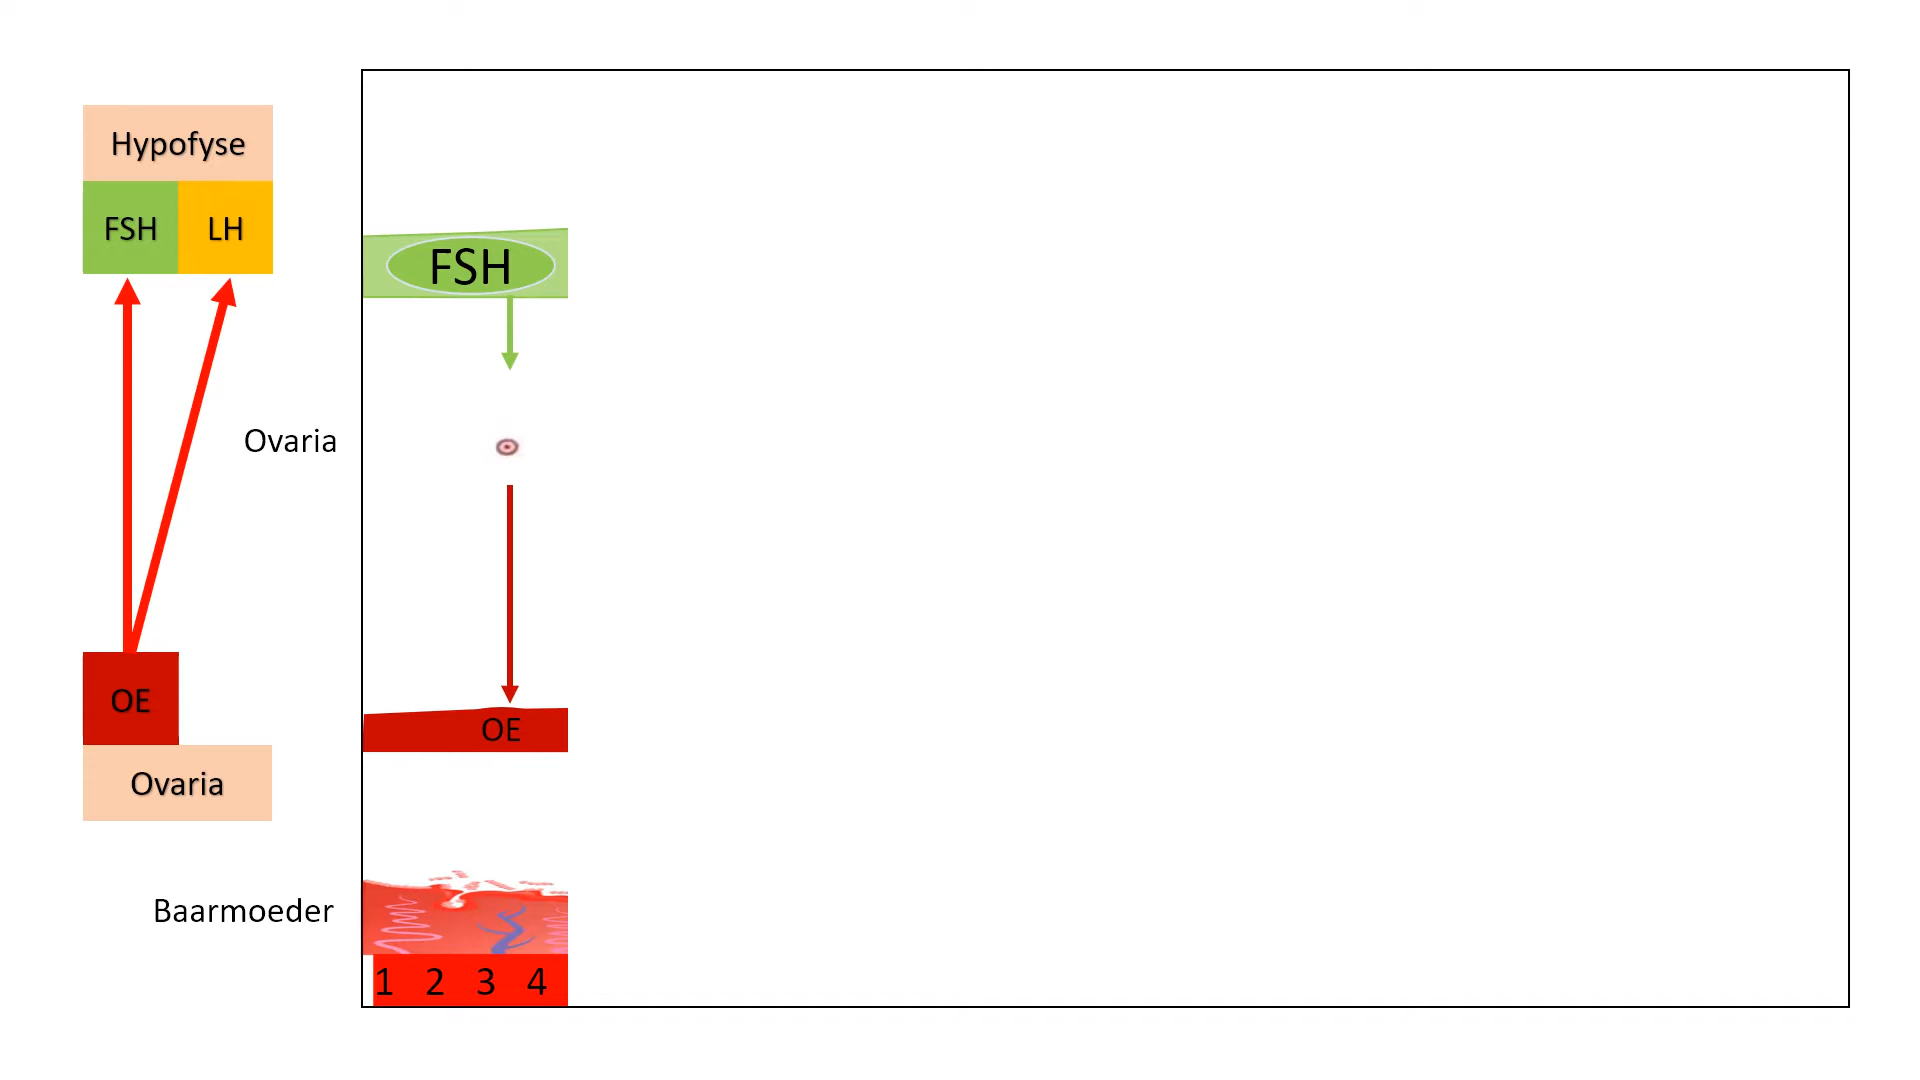 Hypofyse
FSH LH
FSH
Ovaria
OE
OE
Ovaria
Baarmoeder
1 2 3 4